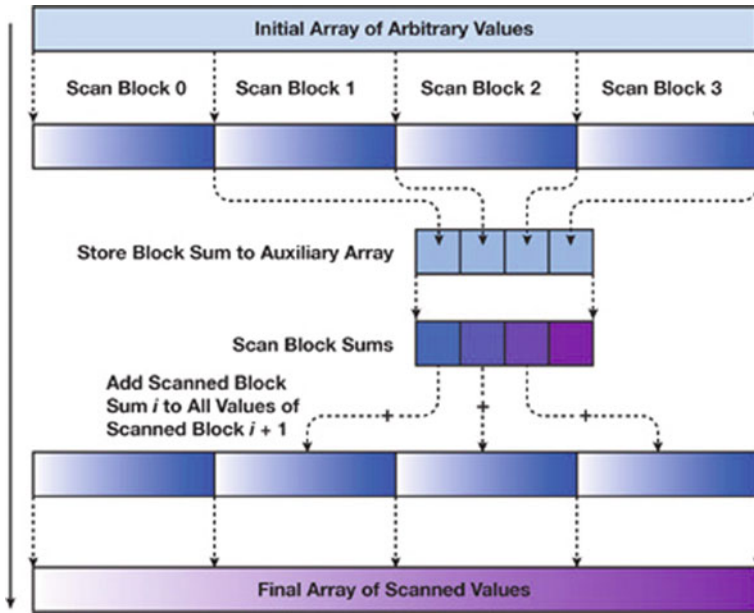 Initial Array of Arbitrary Values
Scan Block 0
Scan Block 1
Scan Block 2
Scan Block 3
Store Block Sum to Auxiliary Array
Scan Block Sums
Add Scanned Block
Sum i to All Values of
Scanned Block i + 1
+
+
+
Final Array of Scanned Values